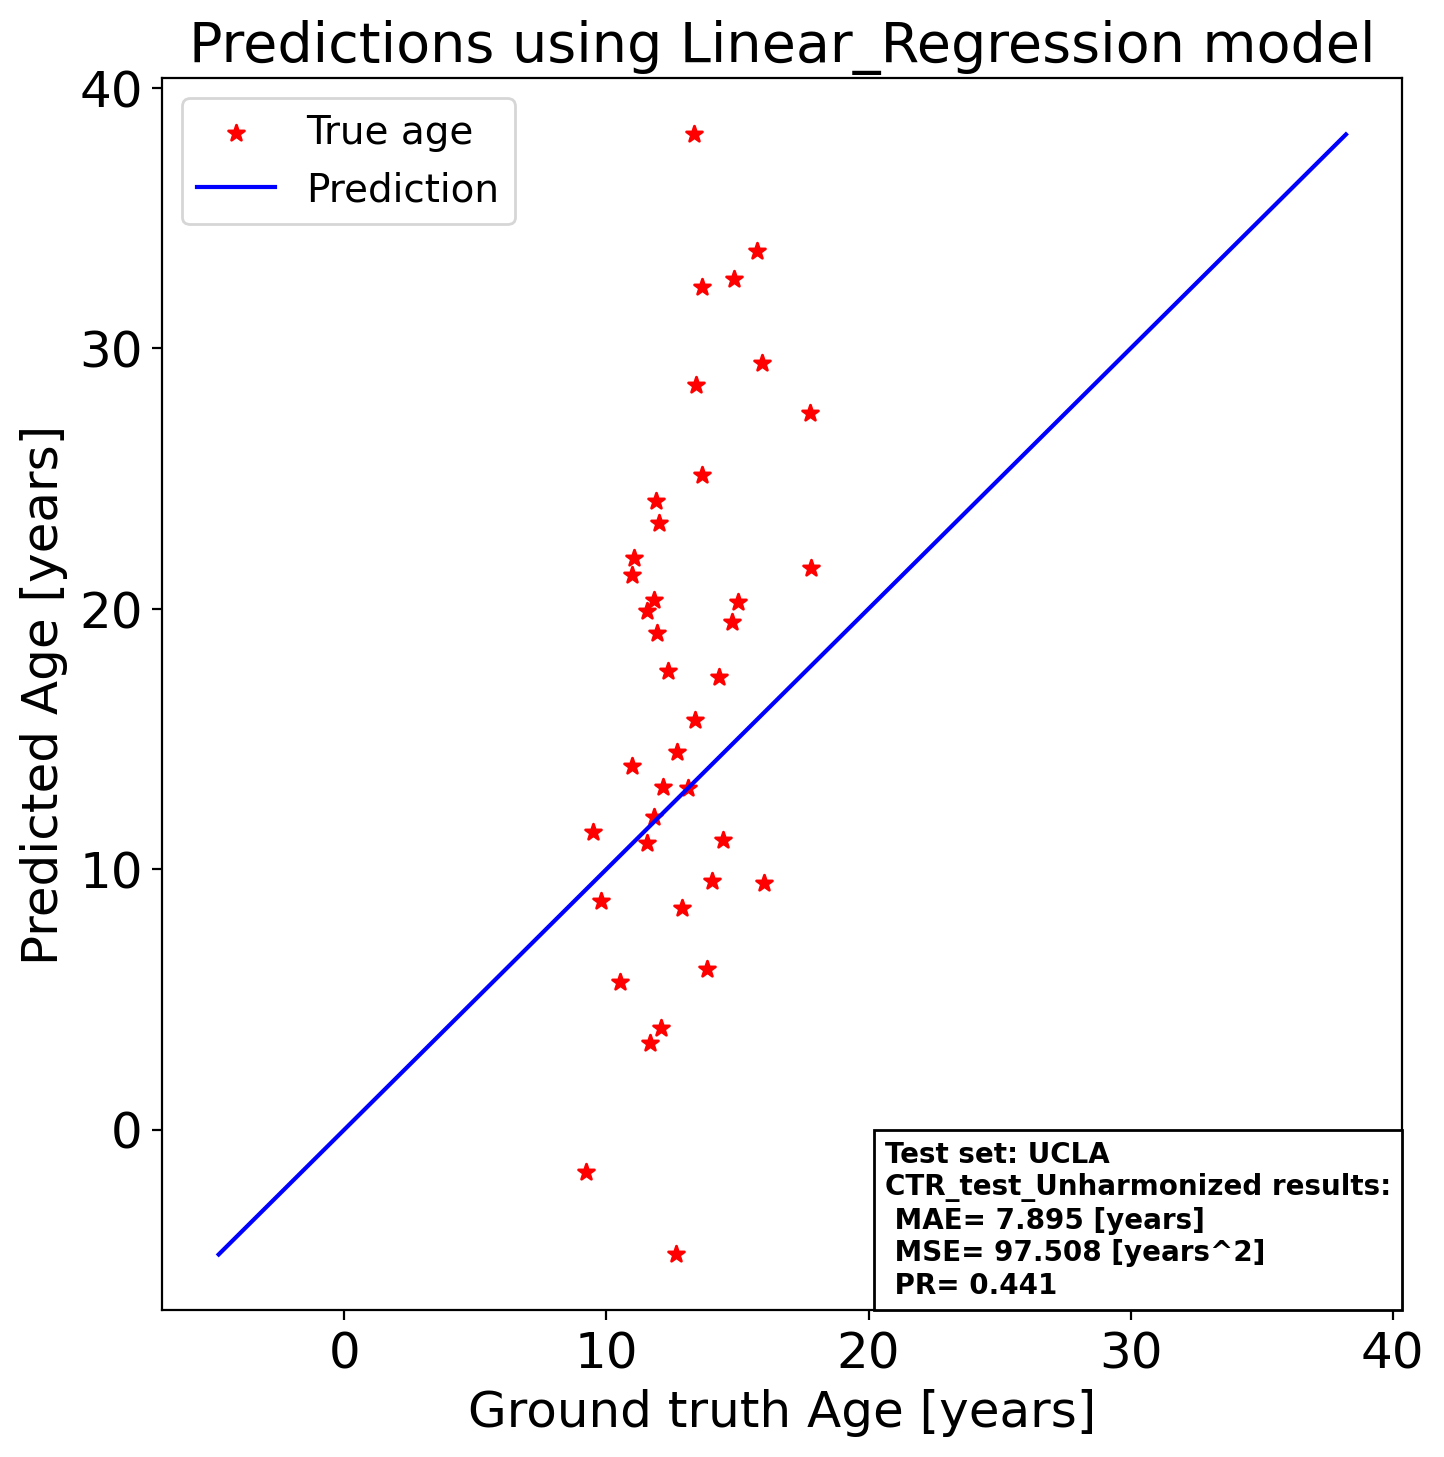 Predictions using Linear_Regression model
True age
Prediction
40
30
20
10
0
Predicted Age [years]
Test set: UCLA
CTR_test_Unharmonized results:
MAE= 7.895 [years]
MSE= 97.508 [years^2]
PR= 0.441
0 10 20 30 40
Ground truth Age [years]